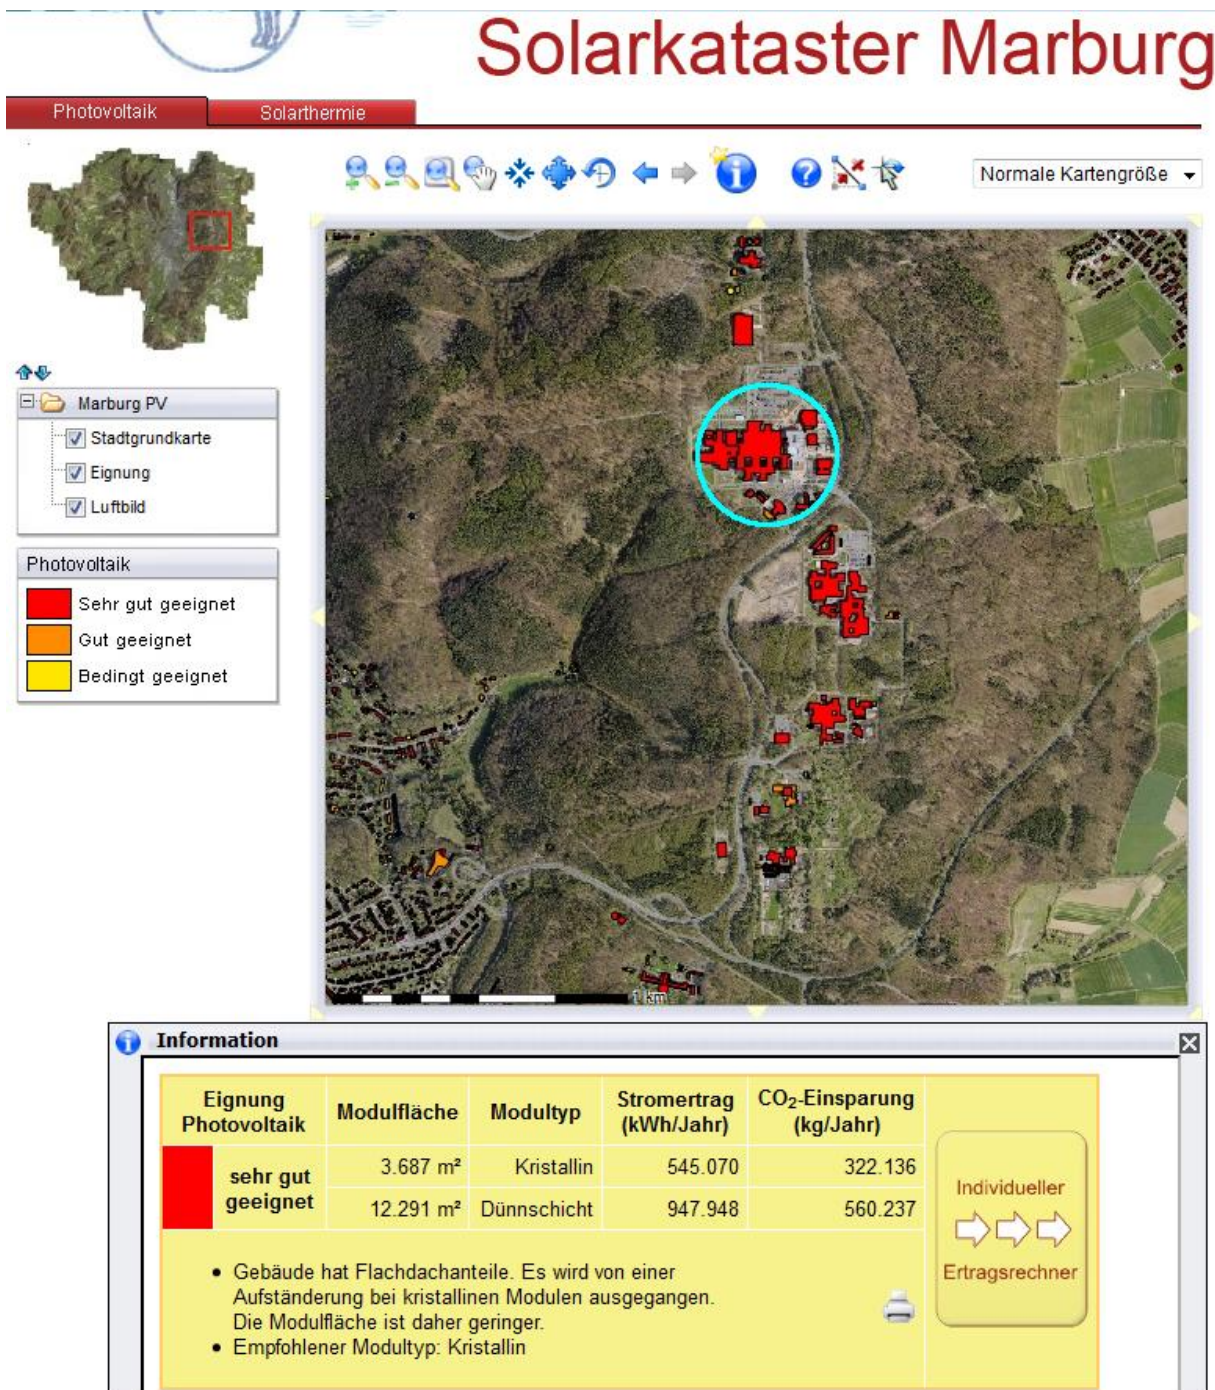 Solarkataster Marburg
Photovoltaik
Solarthermie
Normale Kartengröße
Marburg PV
Stadtgrundkarte
Eignung
Luftbild
Photovoltaik
Sehr gut geeignet
Gut geeignet
Bedingt geeignet
1 km
Information
Eignung Photovoltaik
Modulfläche
Modultyp
Stromertrag (kWh/Jahr)
CO₂-Einsparung (kg/Jahr)
sehr gut geeignet
3.687 m² Kristallin 545.070 322.136
12.291 m² Dünnschicht 947.948 560.237
• Gebäude hat Flachdachanteile. Es wird von einer
Aufständerung bei kristallinen Modulen ausgegangen.
Die Modulfläche ist daher geringer.
• Empfohlener Modultyp: Kristallin
Individueller
Ertragsrechner